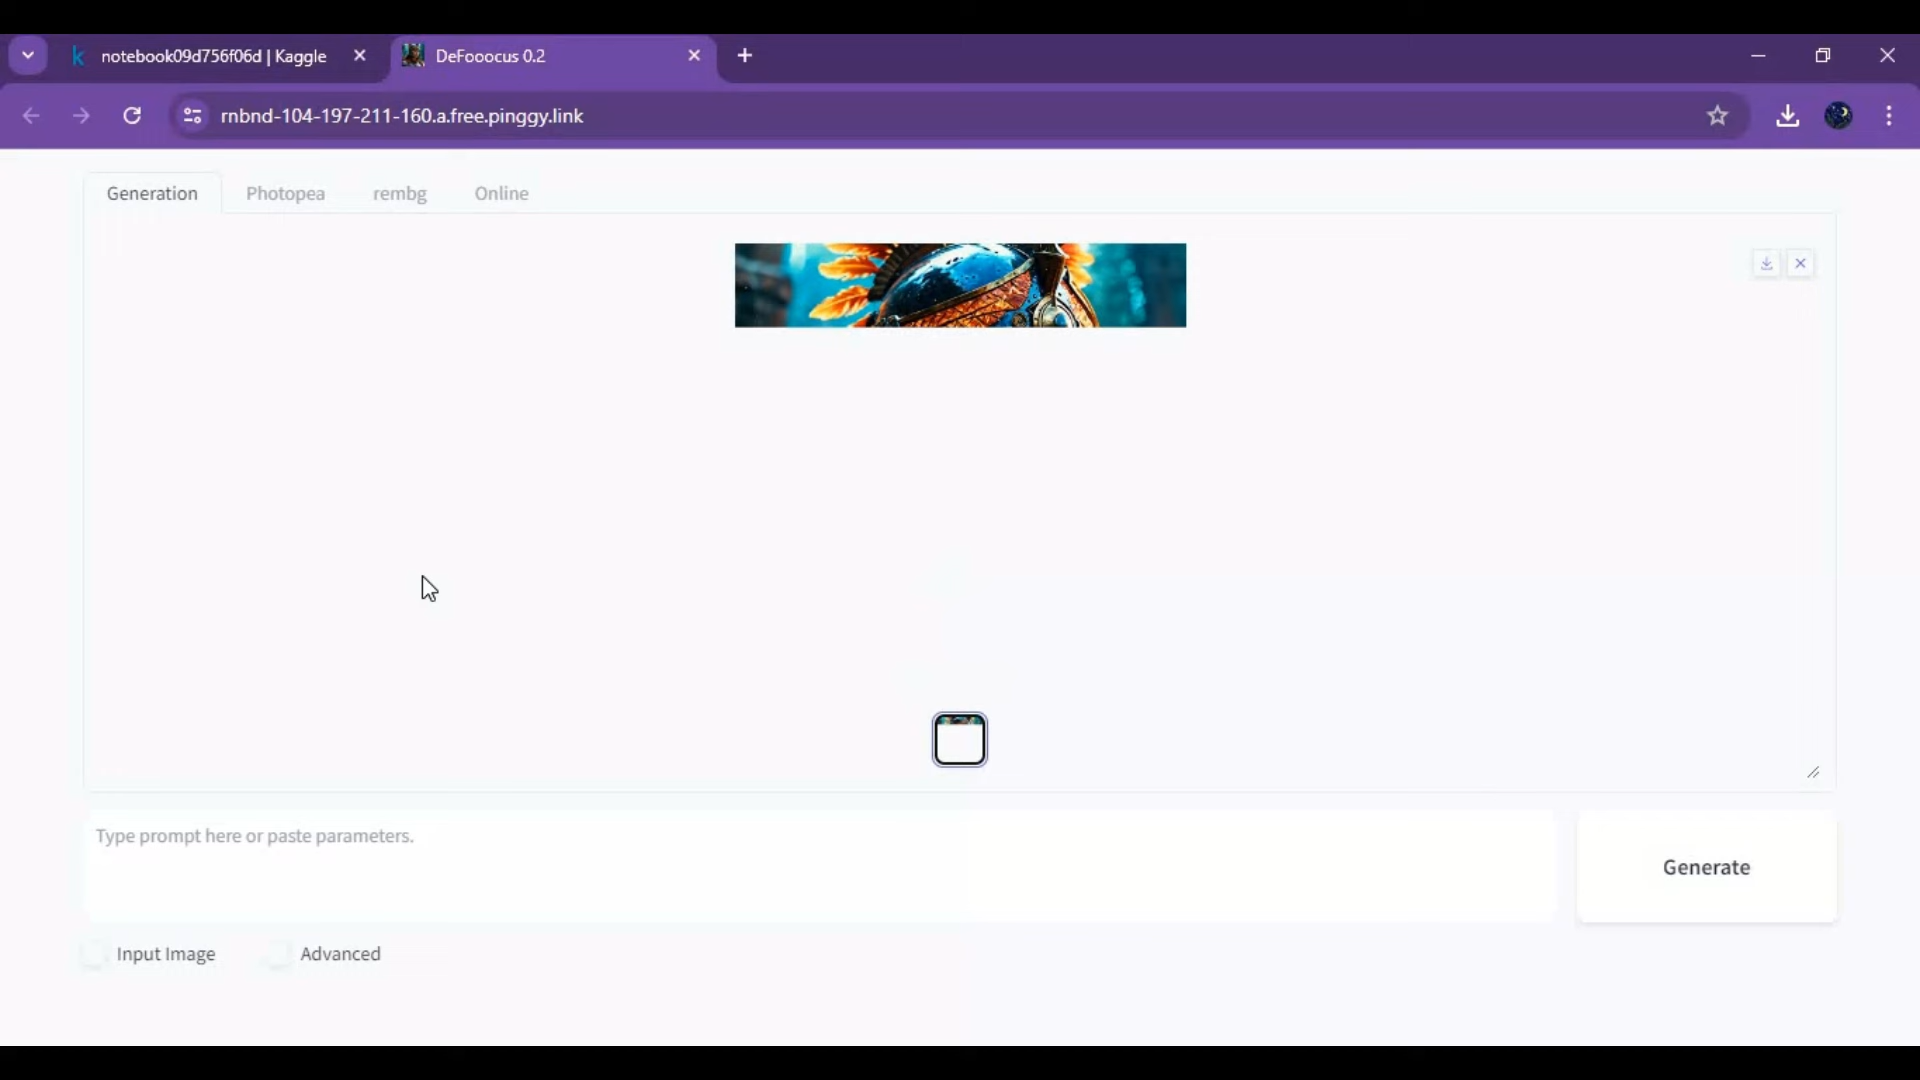 notebook09d756f06d | Kaggle
DeFooocus 0.2
rnbnd-104-197-211-160.a.free.pinggy.link
Generation Photopea rembg Online
Type prompt here or paste parameters.
Generate
Input Image Advanced